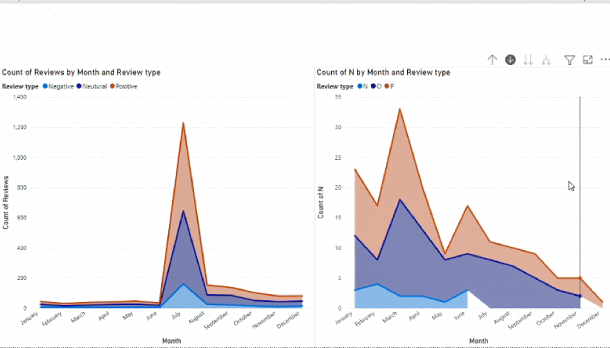 Count of Reviews by Month and Review type
Review type Negative Neutural Positive
Count of Reviews
1,400
1,200
1,000
800
600
400
200
0
January
February
March
April
May
June
July
August
September
October
November
December
Month
Count of N by Month and Review type
Review type N O P
Count of N
35
30
25
20
15
10
5
0
January
February
March
April
May
June
July
August
September
October
November
December
Month